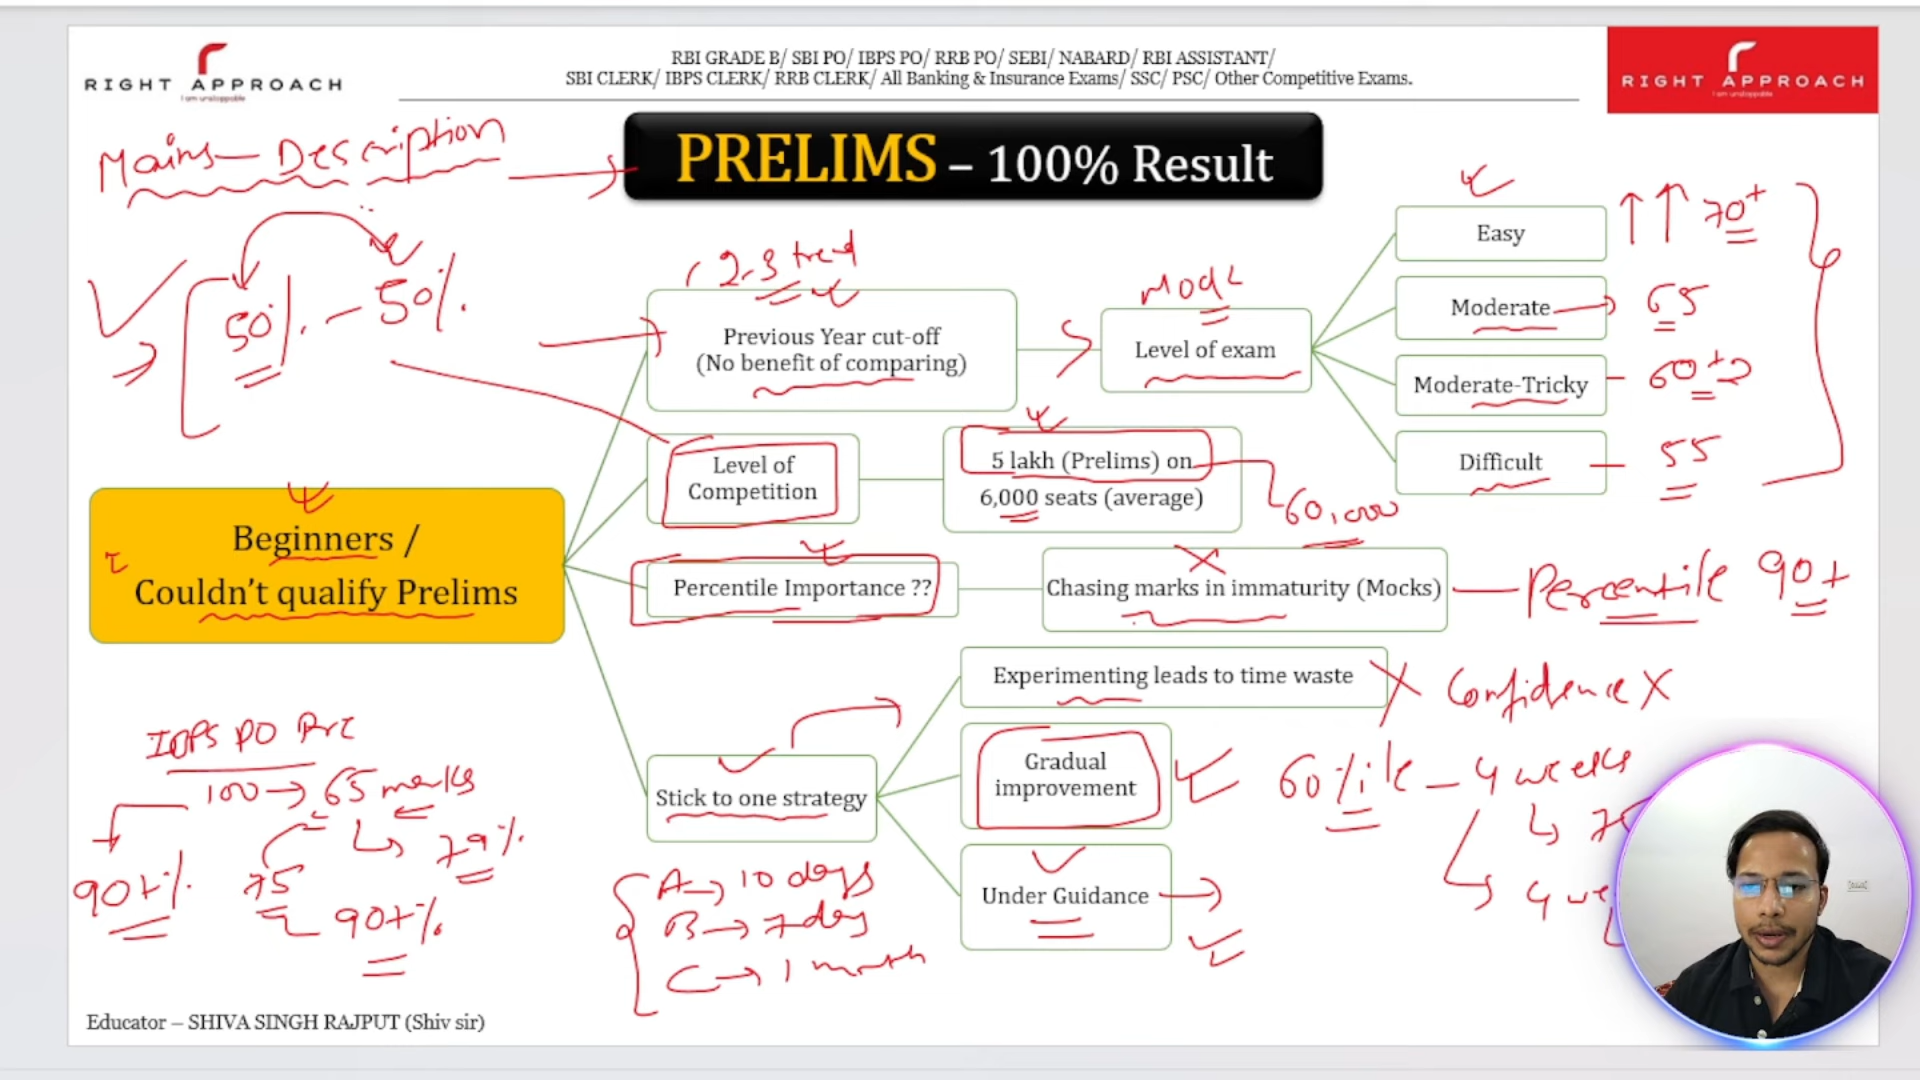 RIGHT APPROACH
I am unstoppable
RBI GRADE B/ SBI PO/ IBPS PO/ RRB PO/ SEBI/ NABARD/ RBI ASSISTANT/
SBI CLERK/ IBPS CLERK/ RRB CLERK/ All Banking & Insurance Exams/ SSC/ PSC/ Other Competitive Exams.
RIGHT APPROACH
I am unstoppable
Mains - Description
PRELIMS – 100% Result
50% - 50%.
2-3 trend
Previous Year cut-off
(No benefit of comparing)
Level of exam
Easy
70+
Moderate
65
Moderate-Tricky
Difficult
55
Level of
Competition
5 lakh (Prelims) on
6,000 seats (average)
60,000
Beginners /
Couldn't qualify Prelims
Percentile Importance ??
Chasing marks in immaturity (Mocks)
Percentile 90+
Stick to one strategy
Experimenting leads to time waste
Confidence X
Gradual
improvement
60%ile - 4 weeks
Under Guidance
IBPS PO Pre
100 → 65 marks
79%
90+%
75
90+%
A → 10 days
B → 7 day
C → 1 month
Educator – SHIVA SINGH RAJPUT (Shiv sir)